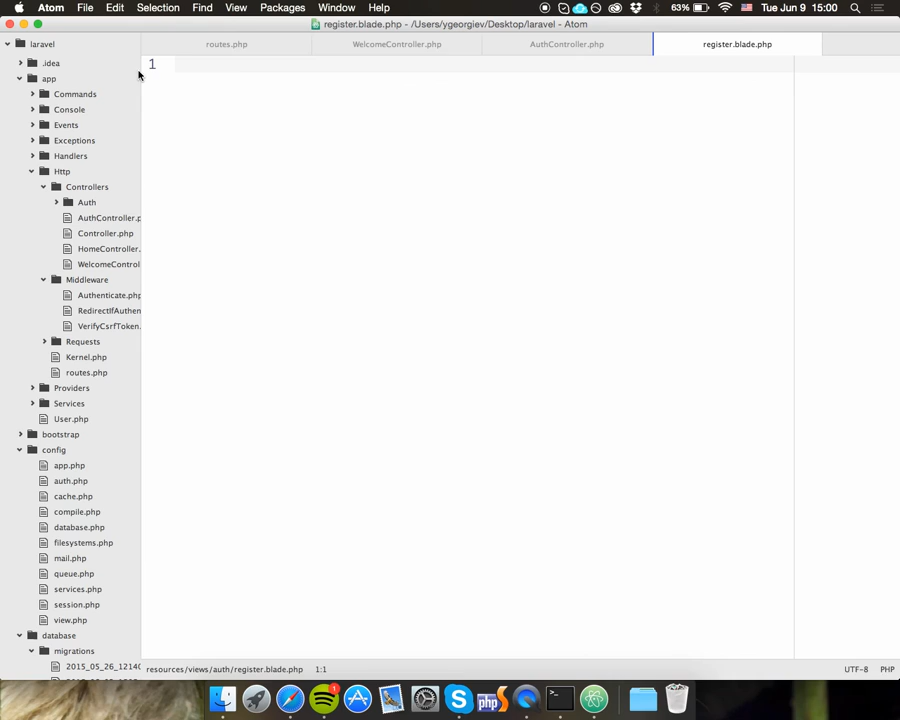 Atom File Edit View Selection Find Packages Window Help 63% Tue Jun 9 15:00
register.blade.php - /Users/ygeorgiev/Desktop/laravel - Atom
laravel routes.php WelcomeController.php AuthController.php register.blade.php
.idea 1
app
Commands
Console
Events
Exceptions
Handlers
Http
Controllers
Auth
AuthController.p
Controller.php
HomeController.
WelcomeControl
Middleware
Authenticate.php
RedirectIfAuthen
VerifyCsrfToken.
Requests
Kernel.php
routes.php
Providers
Services
User.php
bootstrap
config
app.php
auth.php
cache.php
compile.php
database.php
filesystems.php
mail.php
queue.php
services.php
session.php
view.php
database
migrations
2015_05_26_1214
resources/views/auth/register.blade.php 1:1 UTF-8 PHP
1 php